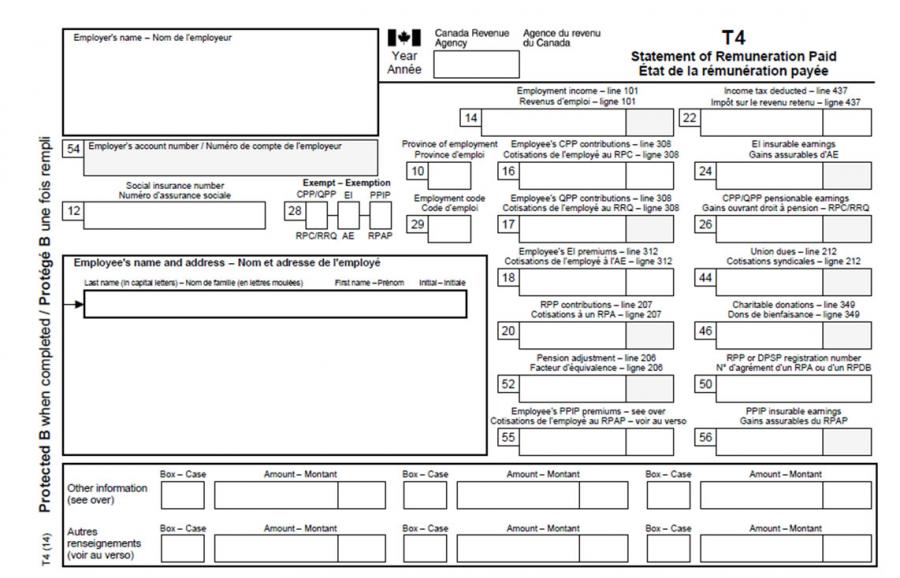 Employer's name – Nom de l'employeur
Canada Revenue Agency
Agence du revenu du Canada
Year
Année
T4
Statement of Remuneration Paid
État de la rémunération payée
Employment income – line 101
Revenus d'emploi – ligne 101
14
Income tax deducted – line 437
Impôt sur le revenu retenu – ligne 437
22
54
Employer's account number / Numéro de compte de l'employeur
Province of employment
Province d'emploi
10
Employee's CPP contributions – line 308
Cotisations de l'employé au RPC – ligne 308
16
EI insurable earnings
Gains assurables d'AE
24
Social insurance number
Numéro d'assurance sociale
12
Exempt – Exemption
CPP/QPP EI PPIP
28
RPC/RRQ AE RPAP
Employment code
Code d'emploi
29
Employee's QPP contributions – line 308
Cotisations de l'employé au RRQ – ligne 308
17
CPP/QPP pensionable earnings
Gains ouvrant droit à pension – RPC/RRQ
26
Employee's name and address – Nom et adresse de l'employé
Last name (in capital letters) – Nom de famille (en lettres moulées) First name – Prénom Initial – Initiale
Employee's EI premiums – line 312
Cotisations de l'employé à l'AE – ligne 312
18
Union dues – line 212
Cotisations syndicales – ligne 212
44
RPP contributions – line 207
Cotisations à un RPA – ligne 207
20
Charitable donations – line 349
Dons de bienfaisance – ligne 349
46
Pension adjustment – line 206
Facteur d'équivalence – ligne 206
52
RPP or DPSP registration number
N° d'agrément d'un RPA ou d'un RPDB
50
Employee's PPIP premiums – see over
Cotisations de l'employé au RPAP – voir au verso
55
PPIP insurable earnings
Gains assurables du RPAP
56
Other information
(see over)
Box – Case Amount – Montant Box – Case Amount – Montant Box – Case Amount – Montant
Autres
renseignements
(voir au verso)
Box – Case Amount – Montant Box – Case Amount – Montant Box – Case Amount – Montant
Protected B when completed / Protégé B une fois rempli
T4 (14)